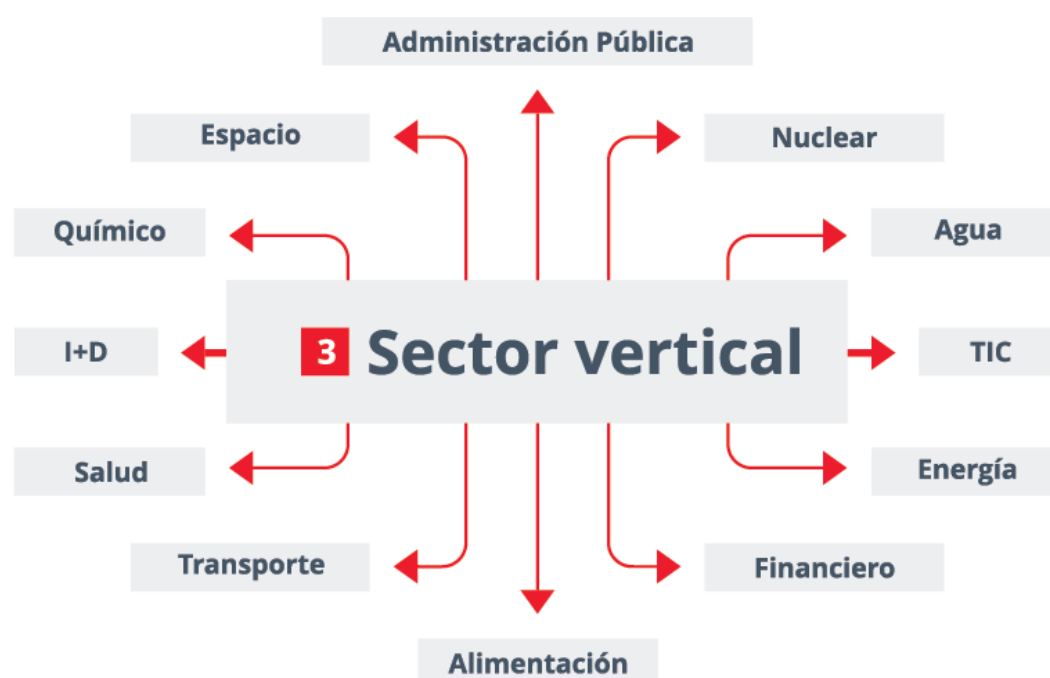 Administración Pública
Espacio
Nuclear
Químico
Agua
I+D
3 Sector vertical
TIC
Salud
Energía
Transporte
Financiero
Alimentación